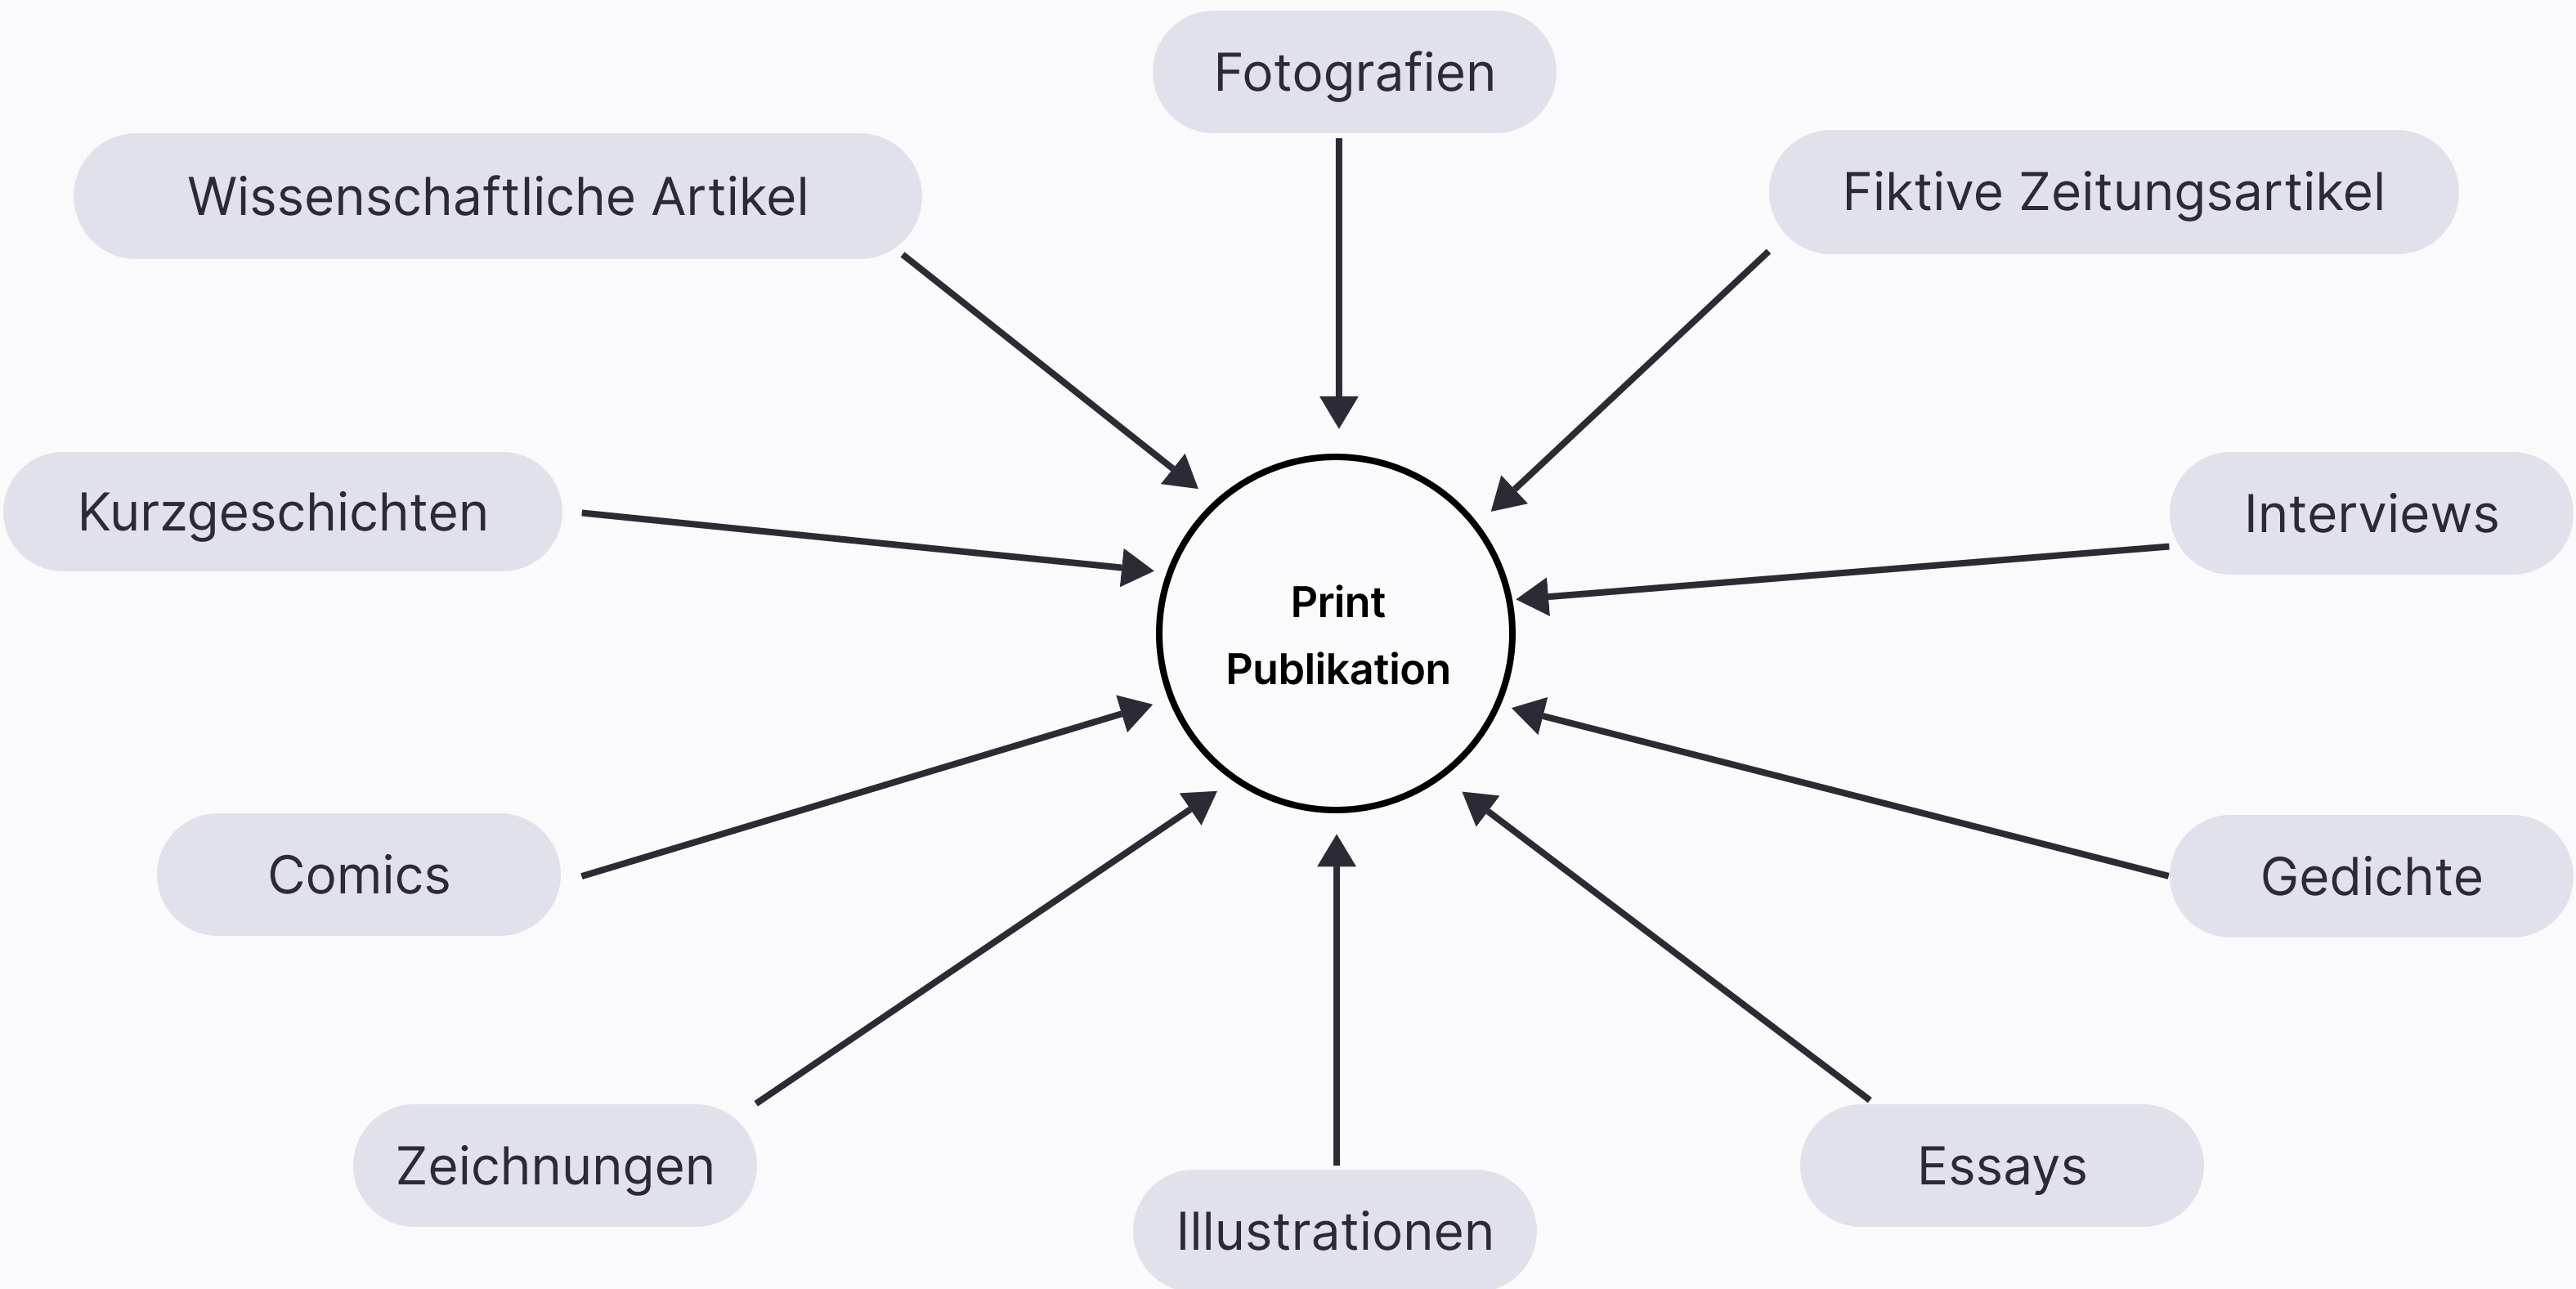 Fotografien
Wissenschaftliche Artikel
Fiktive Zeitungsartikel
Kurzgeschichten
Interviews
Print
Publikation
Comics
Gedichte
Zeichnungen
Essays
Illustrationen